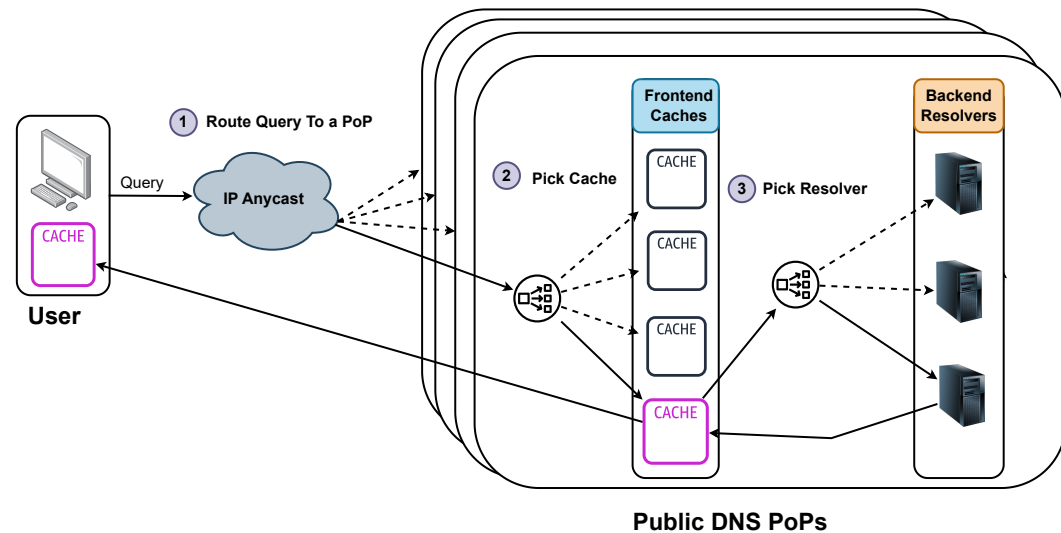 1 Route Query To a PoP
Query
IP Anycast
CACHE
User
2 Pick Cache
Frontend
Caches
CACHE
CACHE
CACHE
CACHE
3 Pick Resolver
Backend
Resolvers
Public DNS PoPs